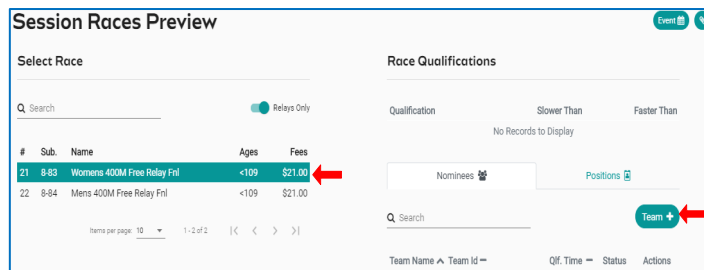 Session Races Preview
Event
Select Race
Search
Relays Only
# Sub. Name Ages Fees
21 8-83 Womens 400M Free Relay Fnl <109 $21.00
22 8-84 Mens 400M Free Relay Fnl <109 $21.00
Items per page: 10 1 - 2 of 2
Race Qualifications
Qualification Slower Than Faster Than
No Records to Display
Nominees Positions
Search
Team +
Team Name Team Id Qlf. Time Status Actions